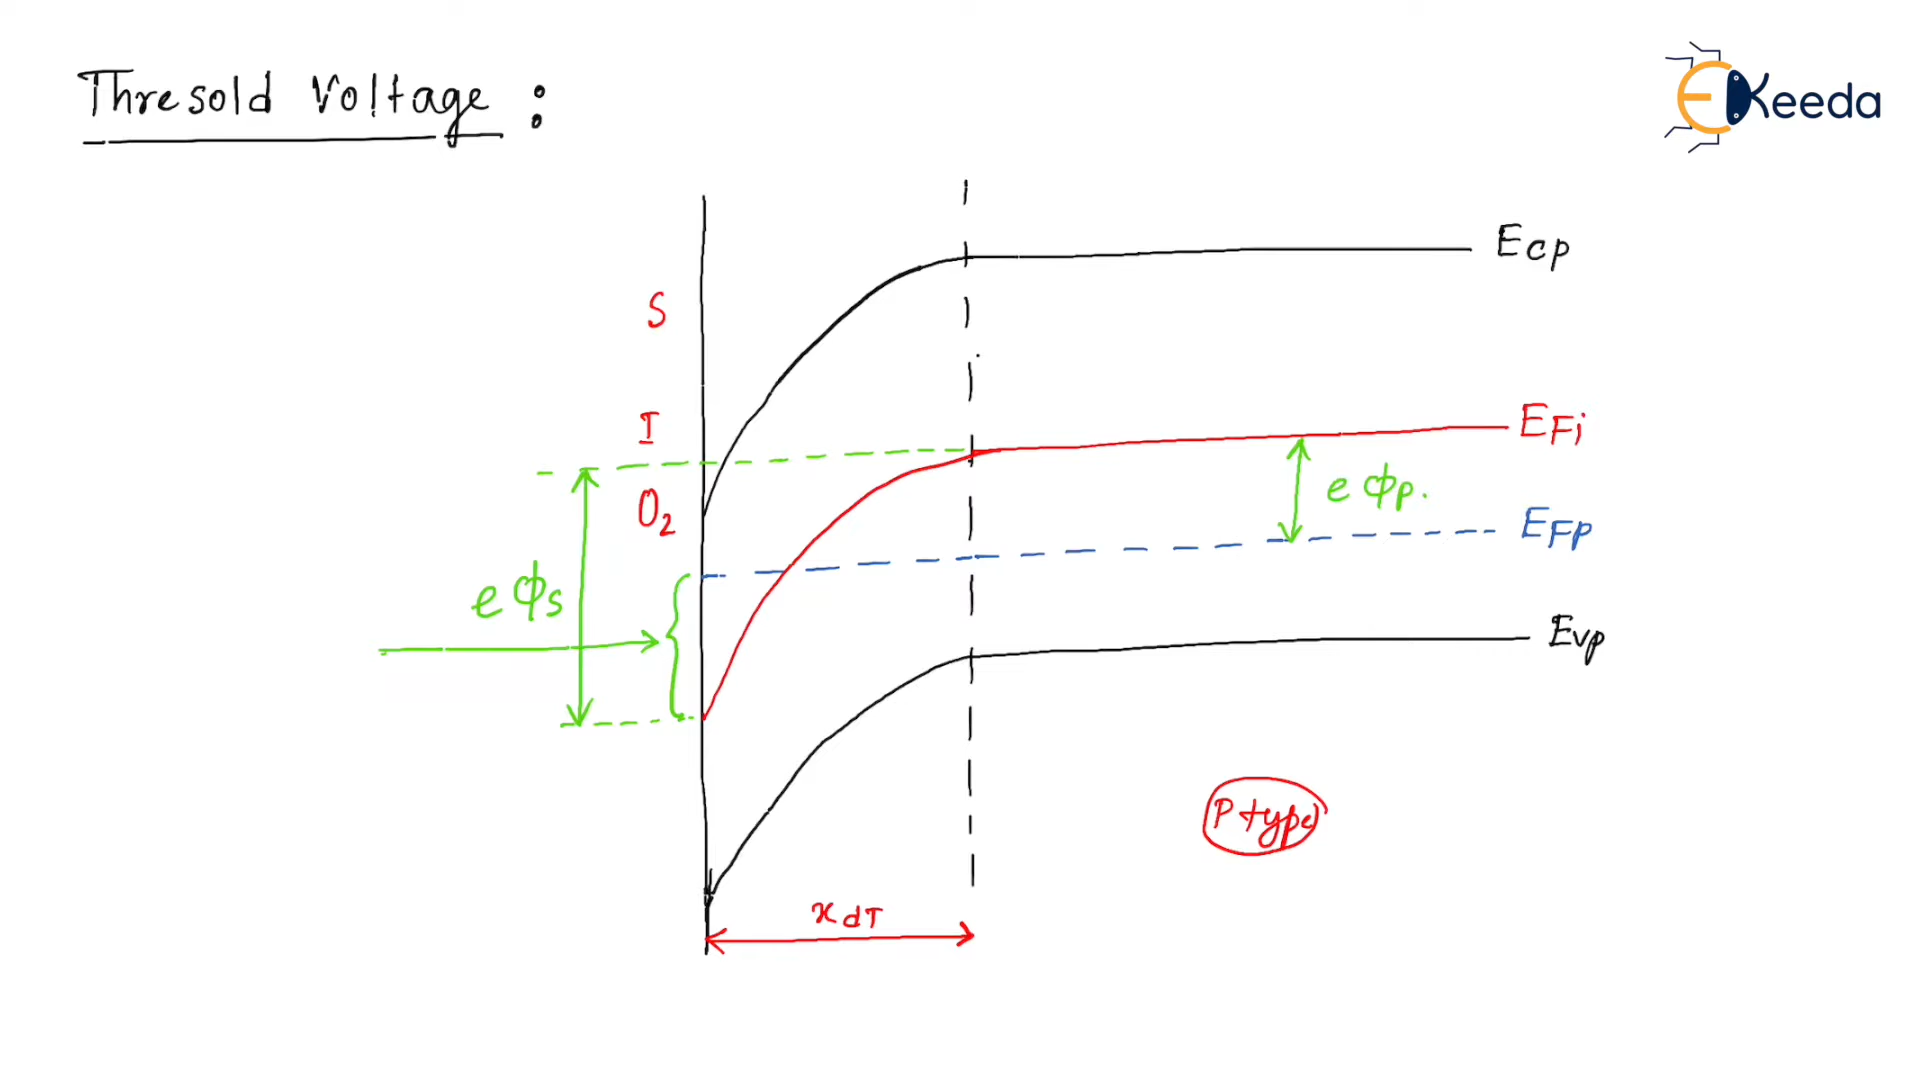 Thresold Voltage :
EKeeda
Ecp
S
I
EFi
O2
eϕp.
EFp
eϕs
Evp
P type
xdT